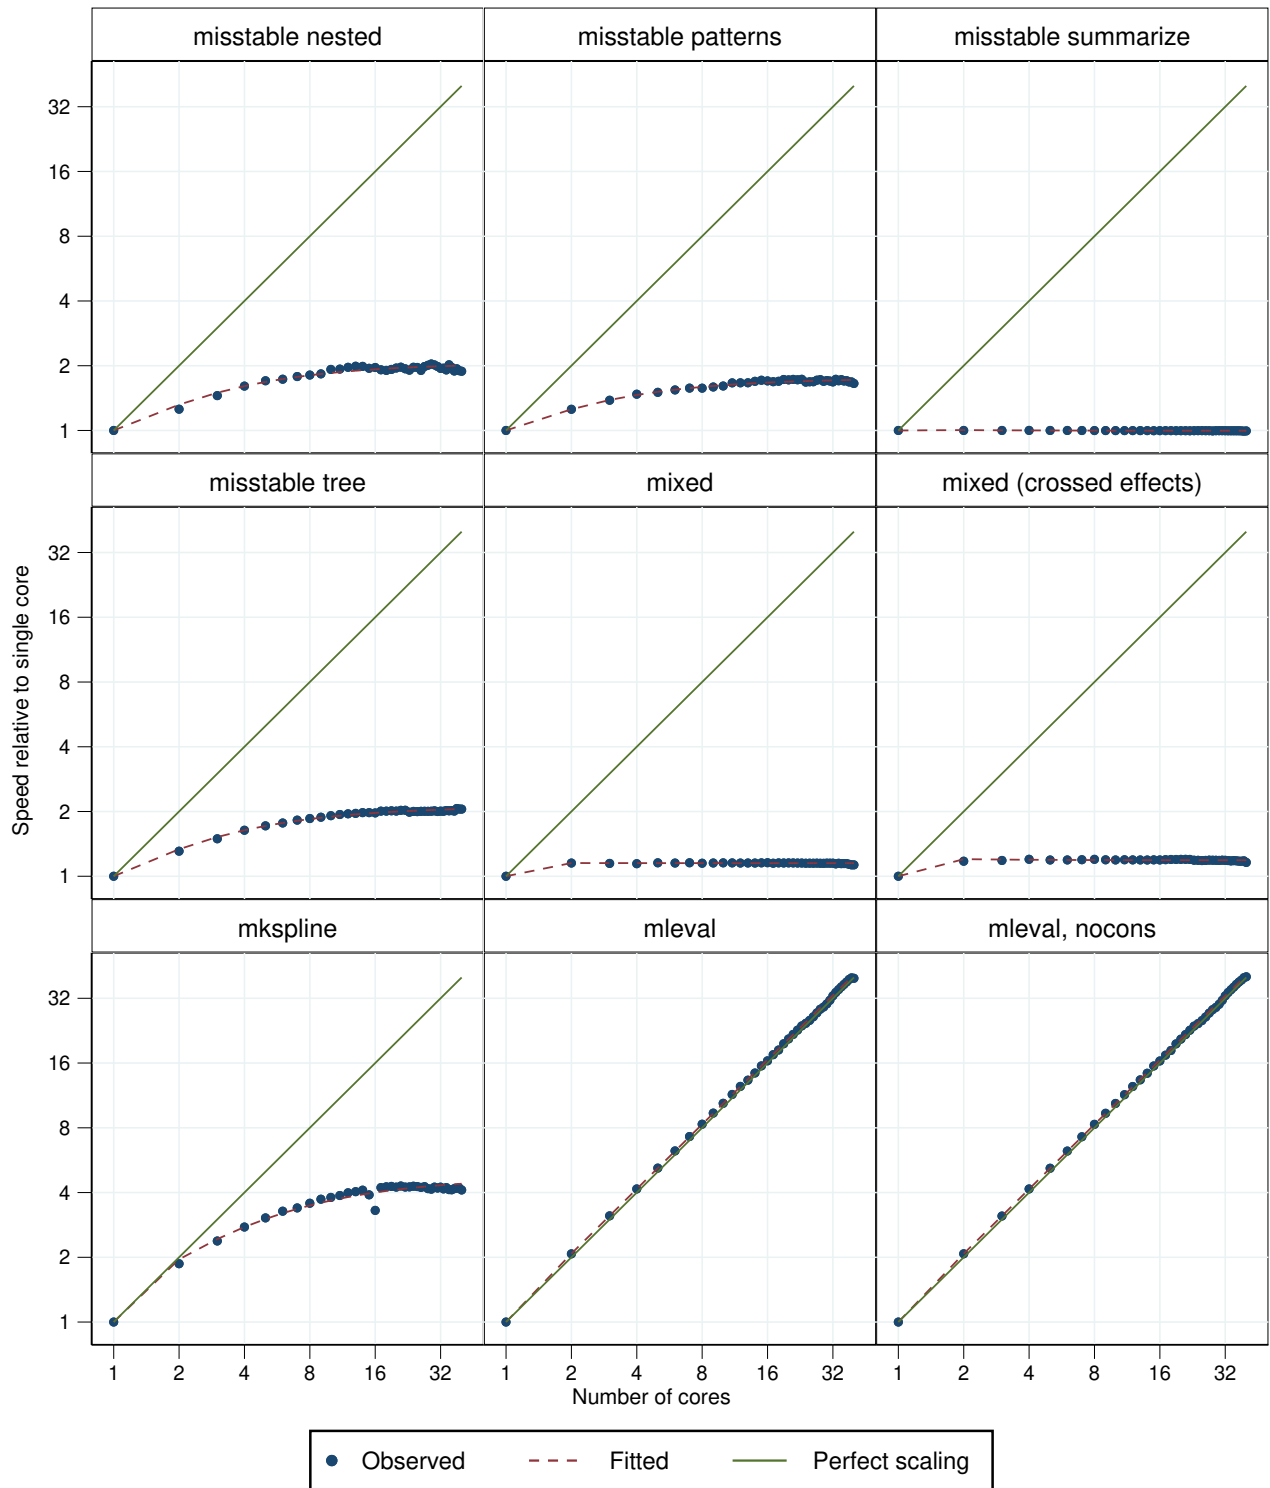 misstable nested
misstable patterns
misstable summarize
32
16
8
4
2
1
misstable tree
mixed
mixed (crossed effects)
32
16
8
4
2
1
Speed relative to single core
mkspline
mleval
mleval, nocons
32
16
8
4
2
1
1 2 4 8 16 32
1 2 4 8 16 32
1 2 4 8 16 32
Number of cores
Observed
Fitted
Perfect scaling